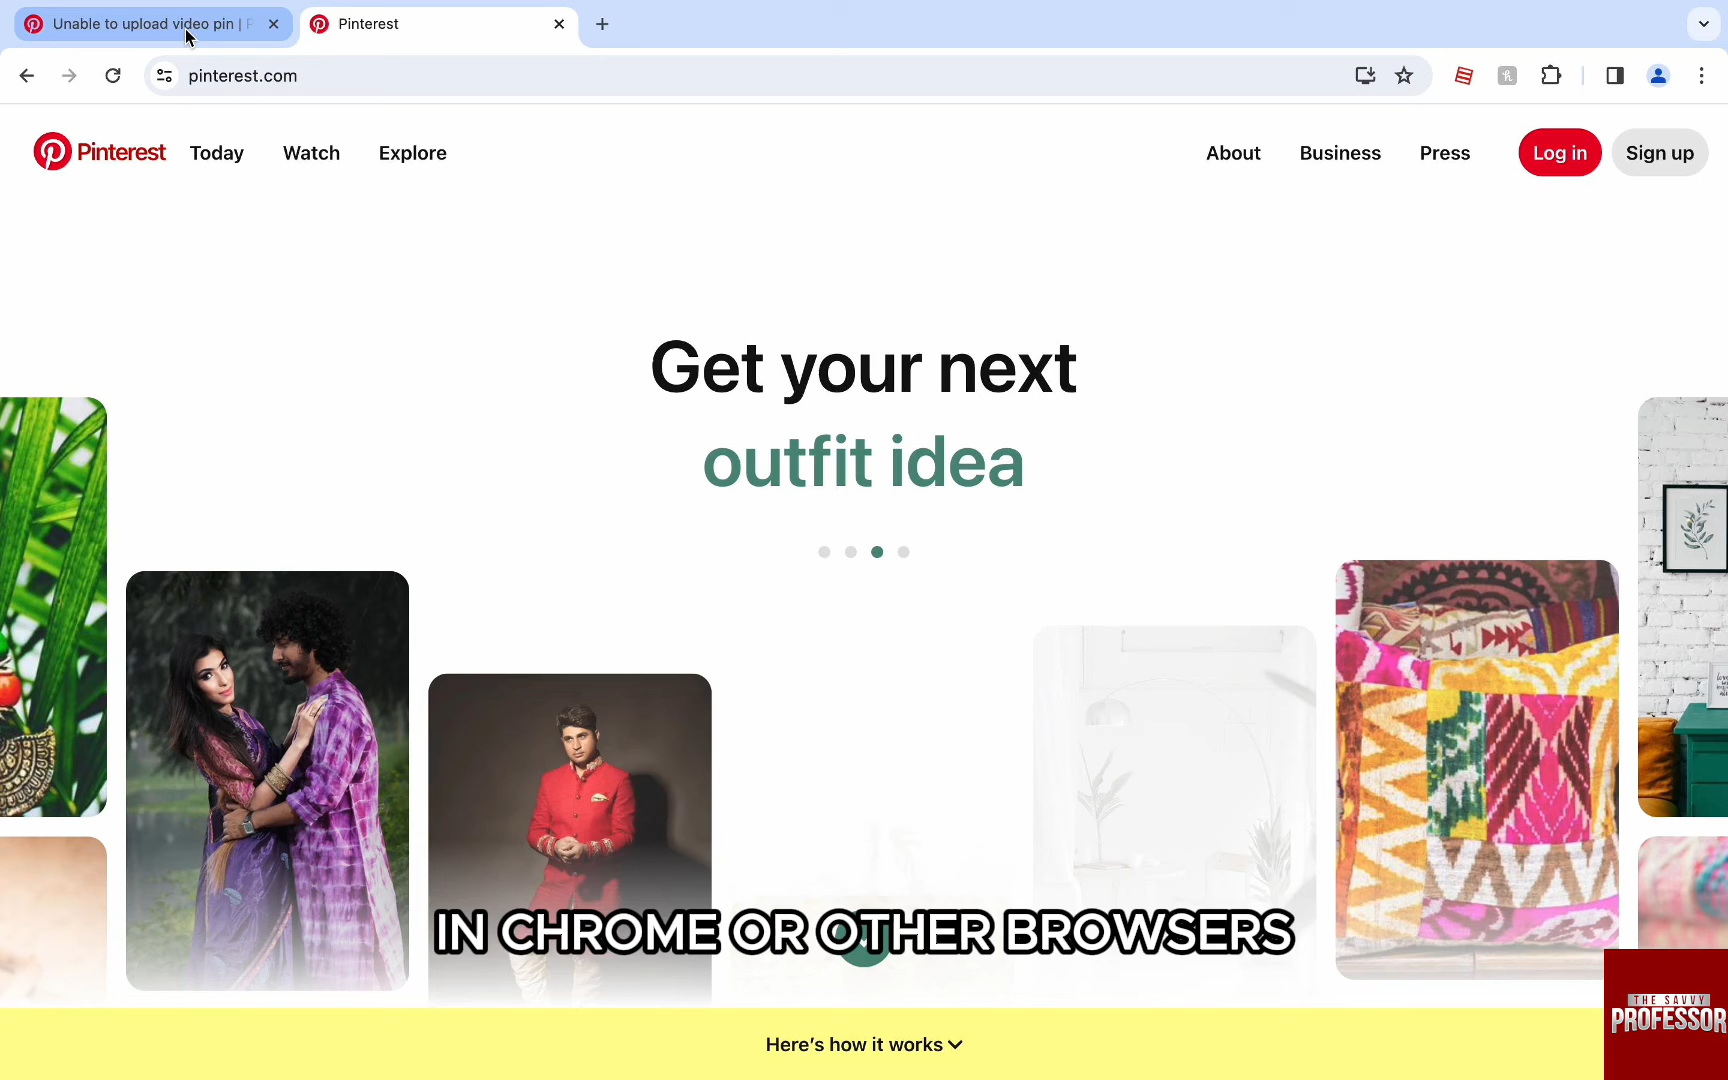 Unable to upload video pin |
Pinterest
pinterest.com
Pinterest
Today
Watch
Explore
About
Business
Press
Log in
Sign up
Get your next
outfit idea
IN CHROME OR OTHER BROWSERS
Here's how it works
THE SAVVY
PROFESSOR